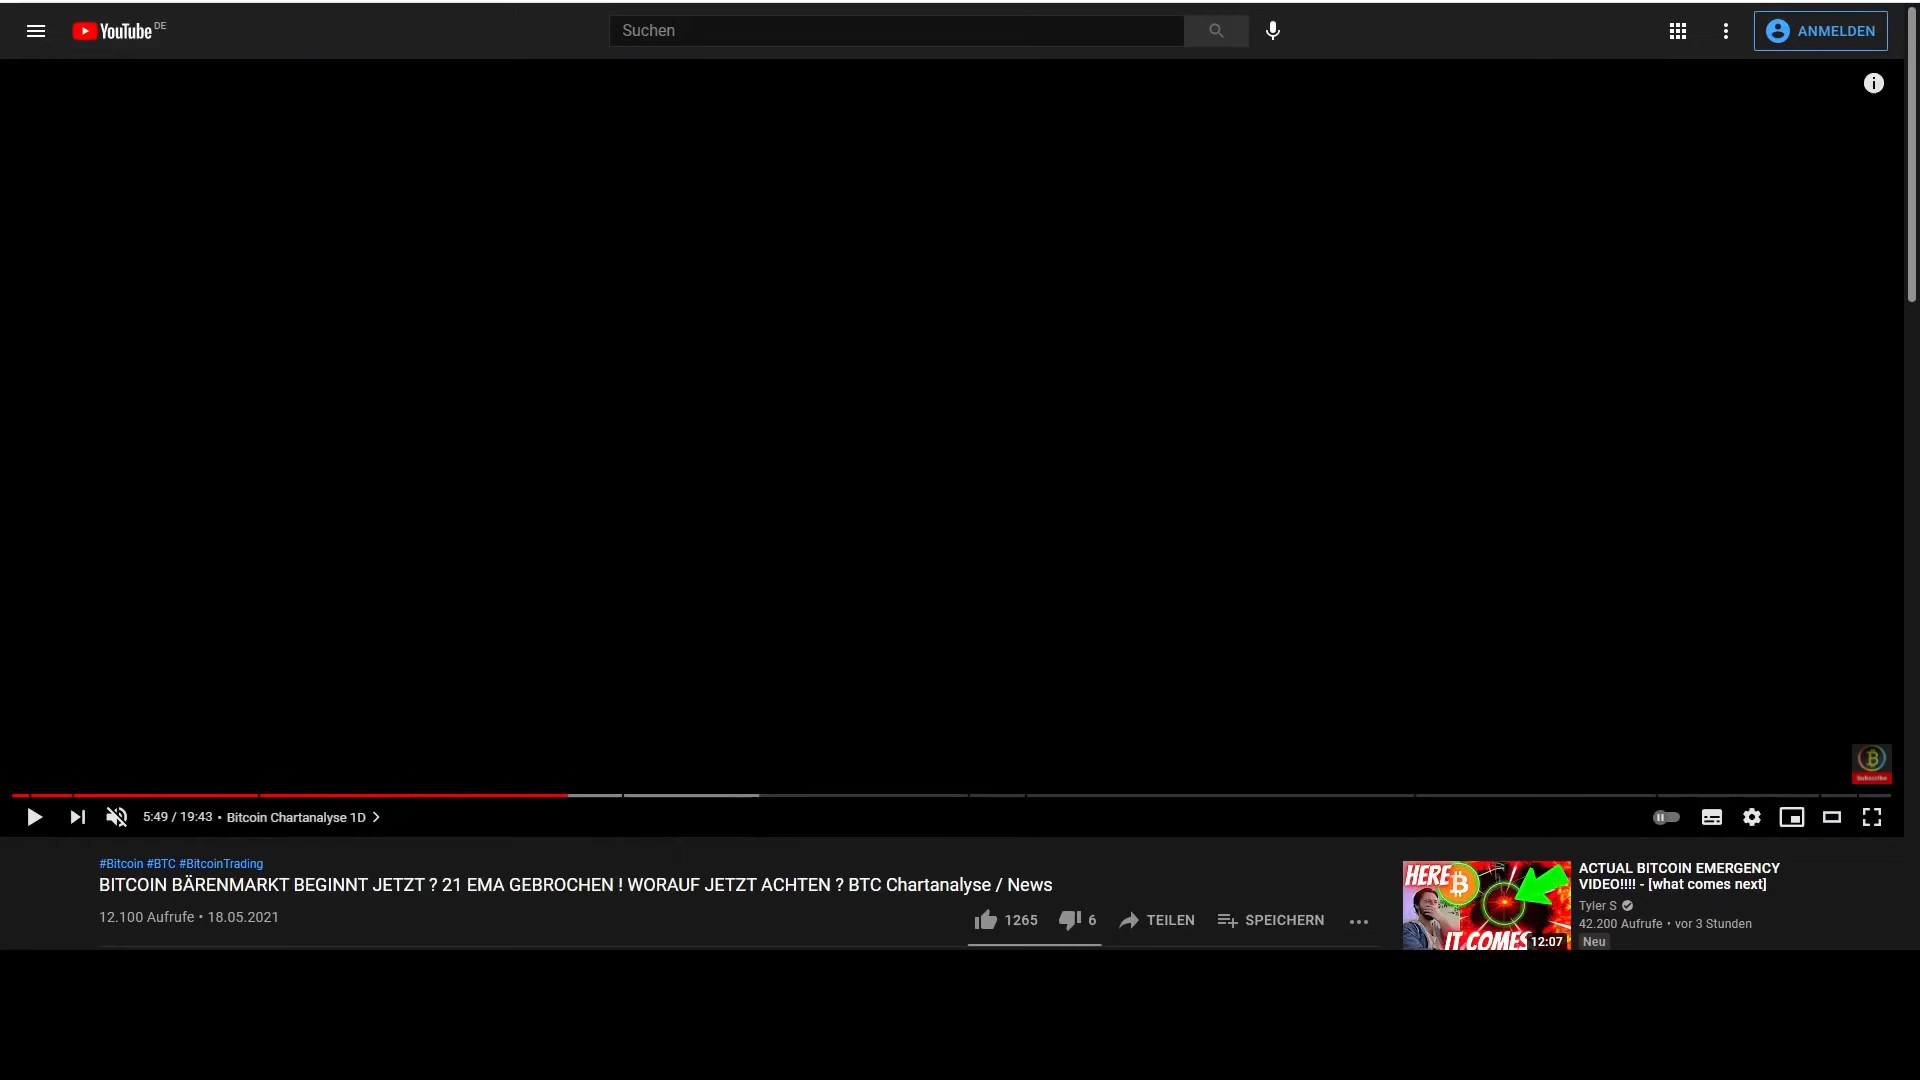 YouTube DE
Suchen
ANMELDEN
Subscribe
5:49 / 19:43 • Bitcoin Chartanalyse 1D
#Bitcoin #BTC #BitcoinTrading
BITCOIN BÄRENMARKT BEGINNT JETZT ? 21 EMA GEBROCHEN ! WORAUF JETZT ACHTEN ? BTC Chartanalyse / News
12.100 Aufrufe • 18.05.2021
1265
6
TEILEN
SPEICHERN
HERE
IT COMES
12:07
ACTUAL BITCOIN EMERGENCY
VIDEO!!!! - [what comes next]
Tyler S
42.200 Aufrufe • vor 3 Stunden
Neu